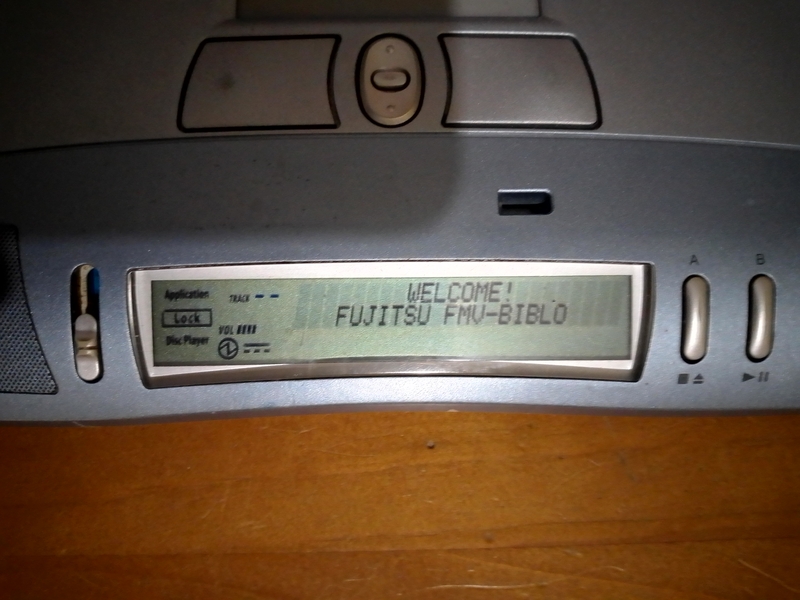 Application
Lock
Disc Player
TRACK --
VOL
WELCOME!
FUJITSU FMV-BIBLO
A
B